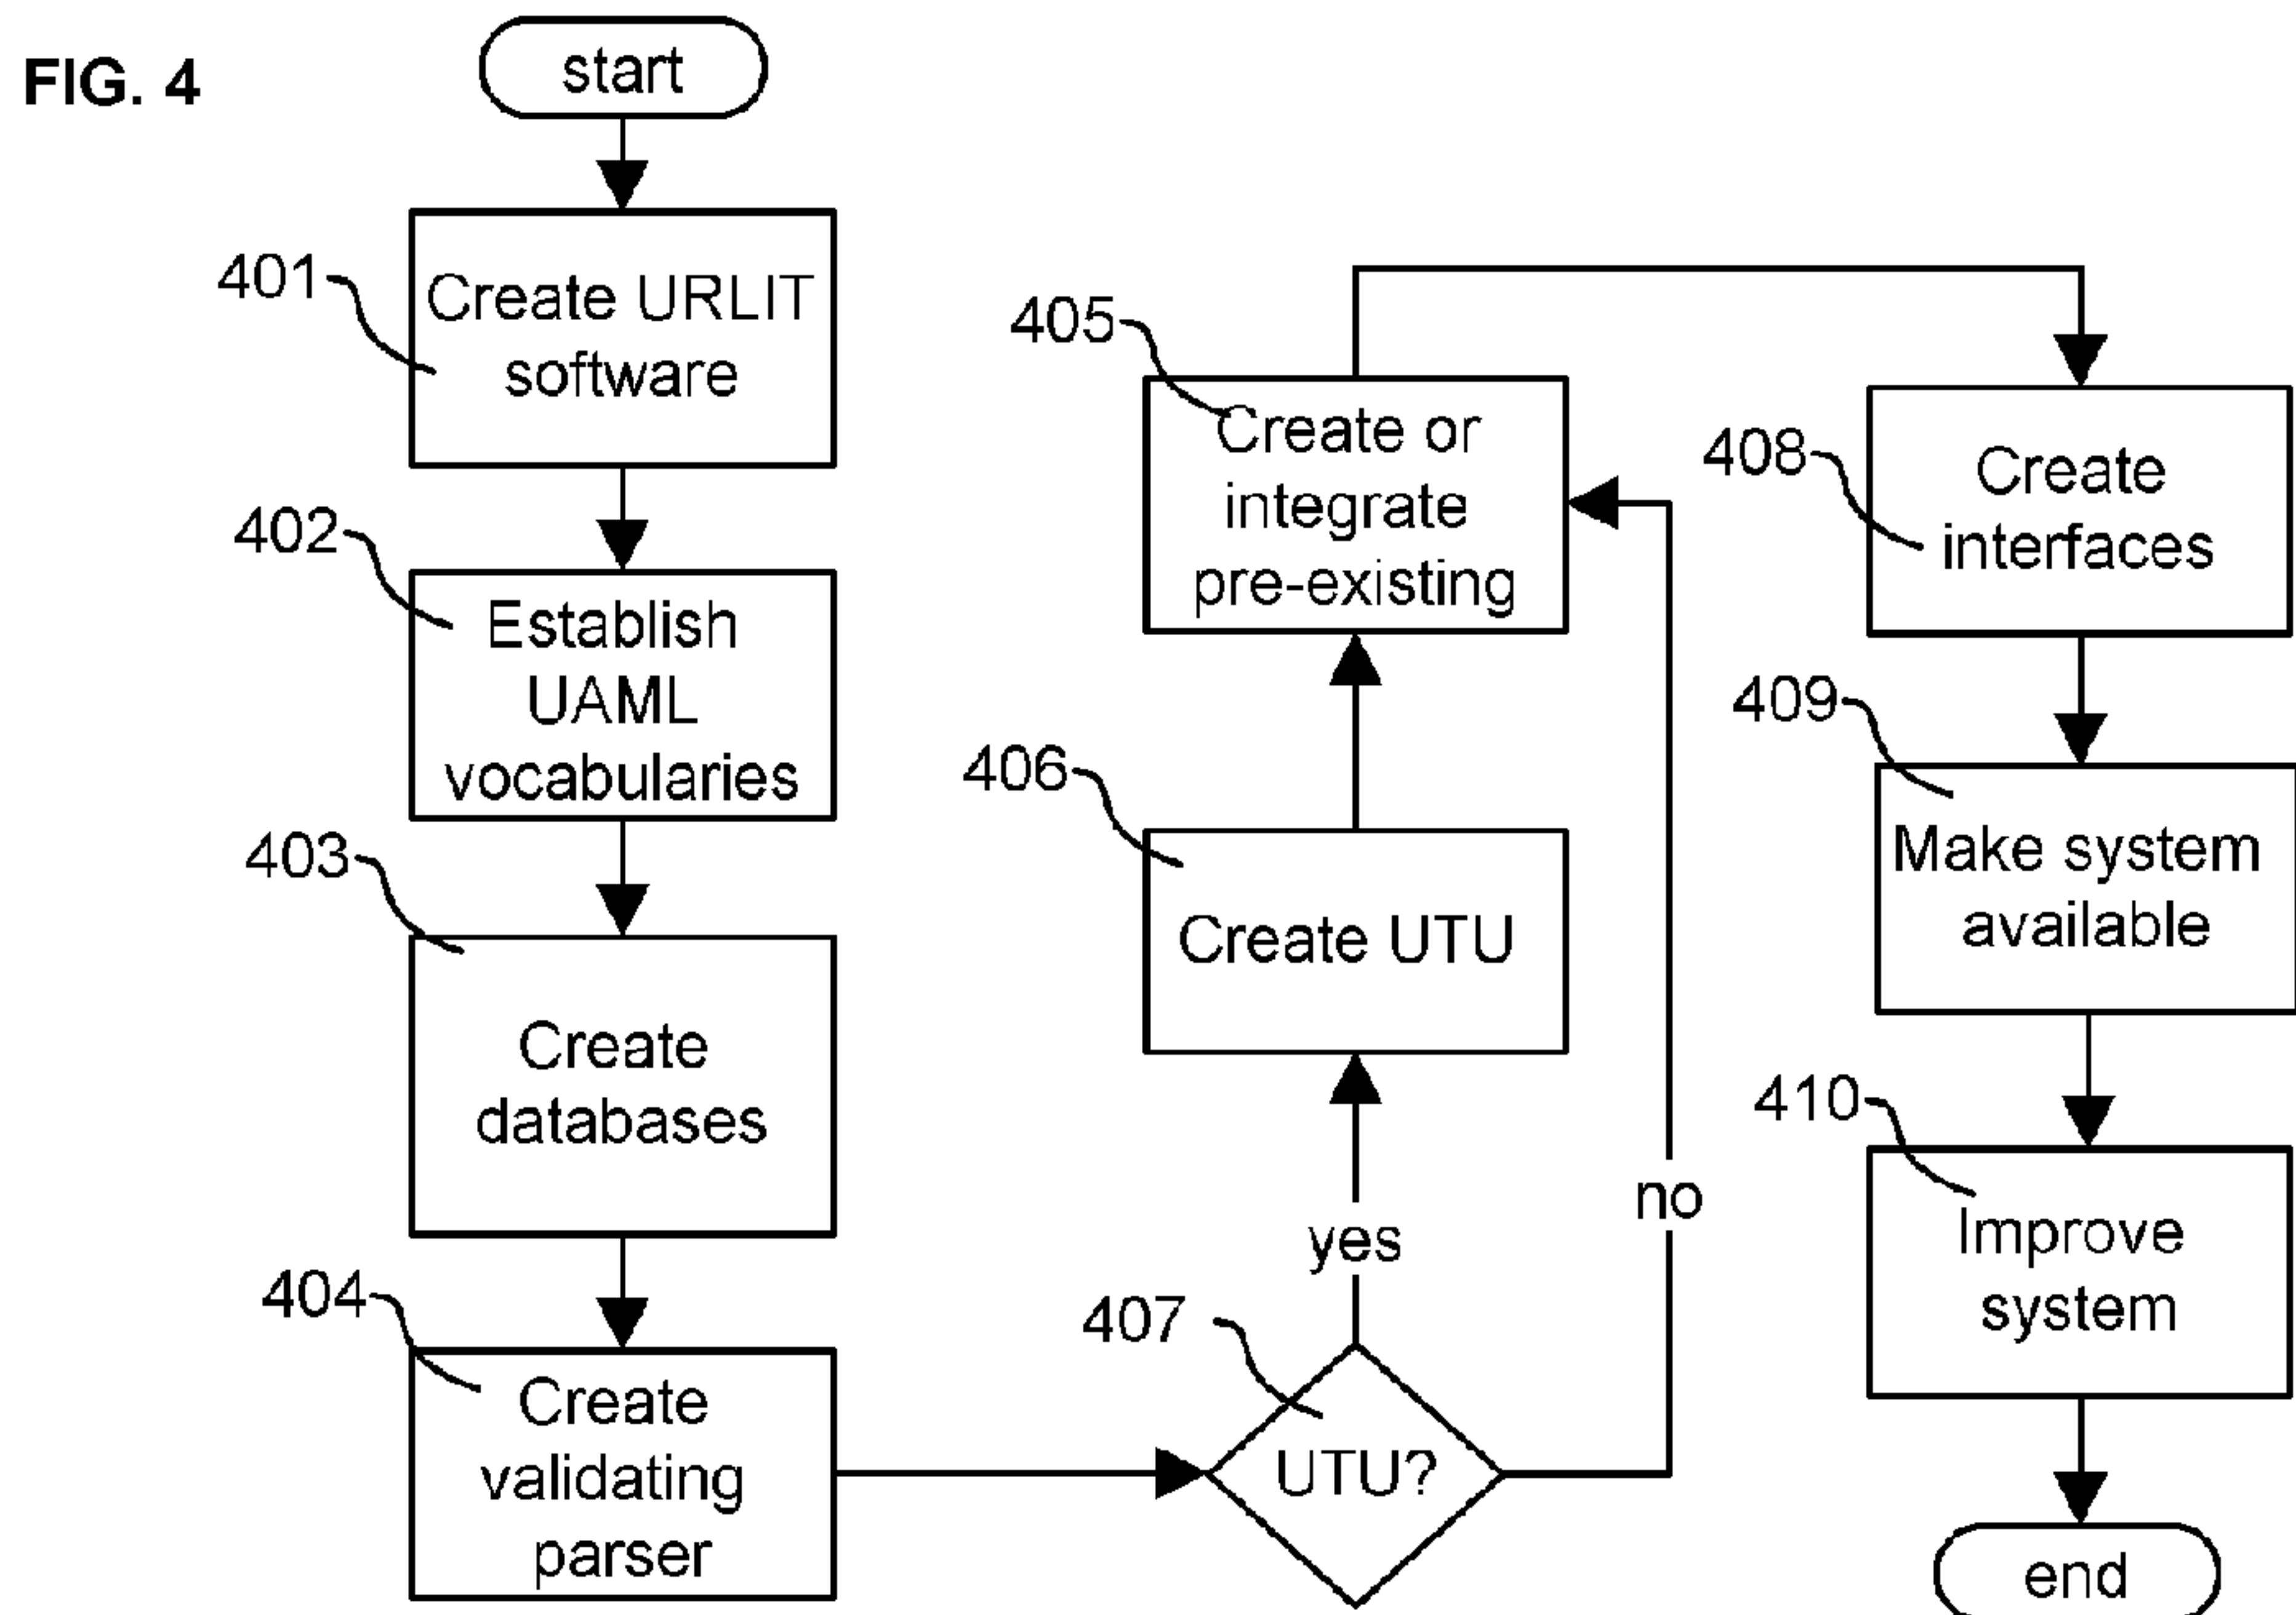 FIG. 4
start
401
Create URLIT
software
402
Establish
UAML
vocabularies
403
Create
databases
404
Create
validating
parser
405
Create or
integrate
pre-existing
406
Create UTU
yes
no
407
UTU?
408
Create
interfaces
409
Make system
available
410
Improve
system
end